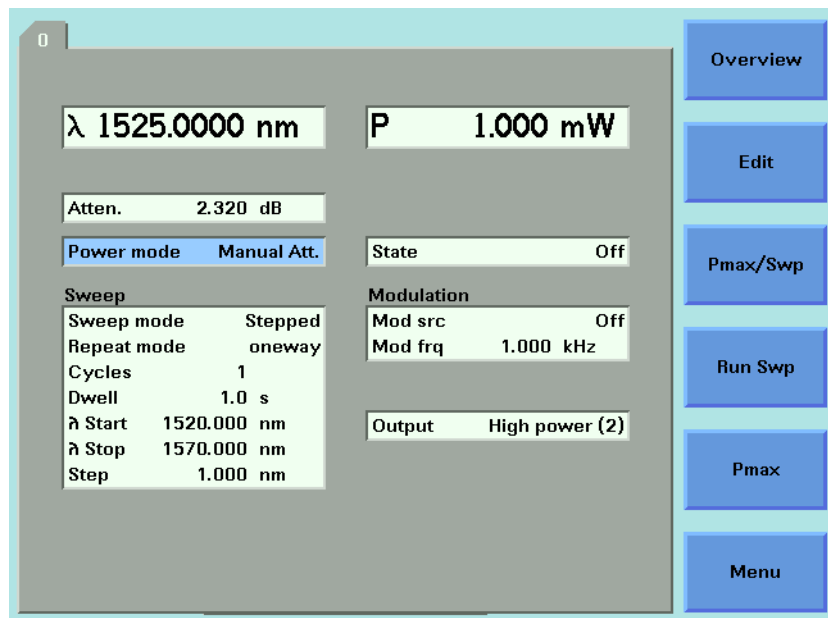 0
λ 1525.0000 nm
P 1.000 mW
Atten. 2.320 dB
Power mode Manual Att.
State Off
Sweep
Sweep mode Stepped
Repeat mode oneway
Cycles 1
Dwell 1.0 s
λ Start 1520.000 nm
λ Stop 1570.000 nm
Step 1.000 nm
Modulation
Mod src Off
Mod frq 1.000 kHz
Output High power (2)
Overview
Edit
Pmax/Swp
Run Swp
Pmax
Menu